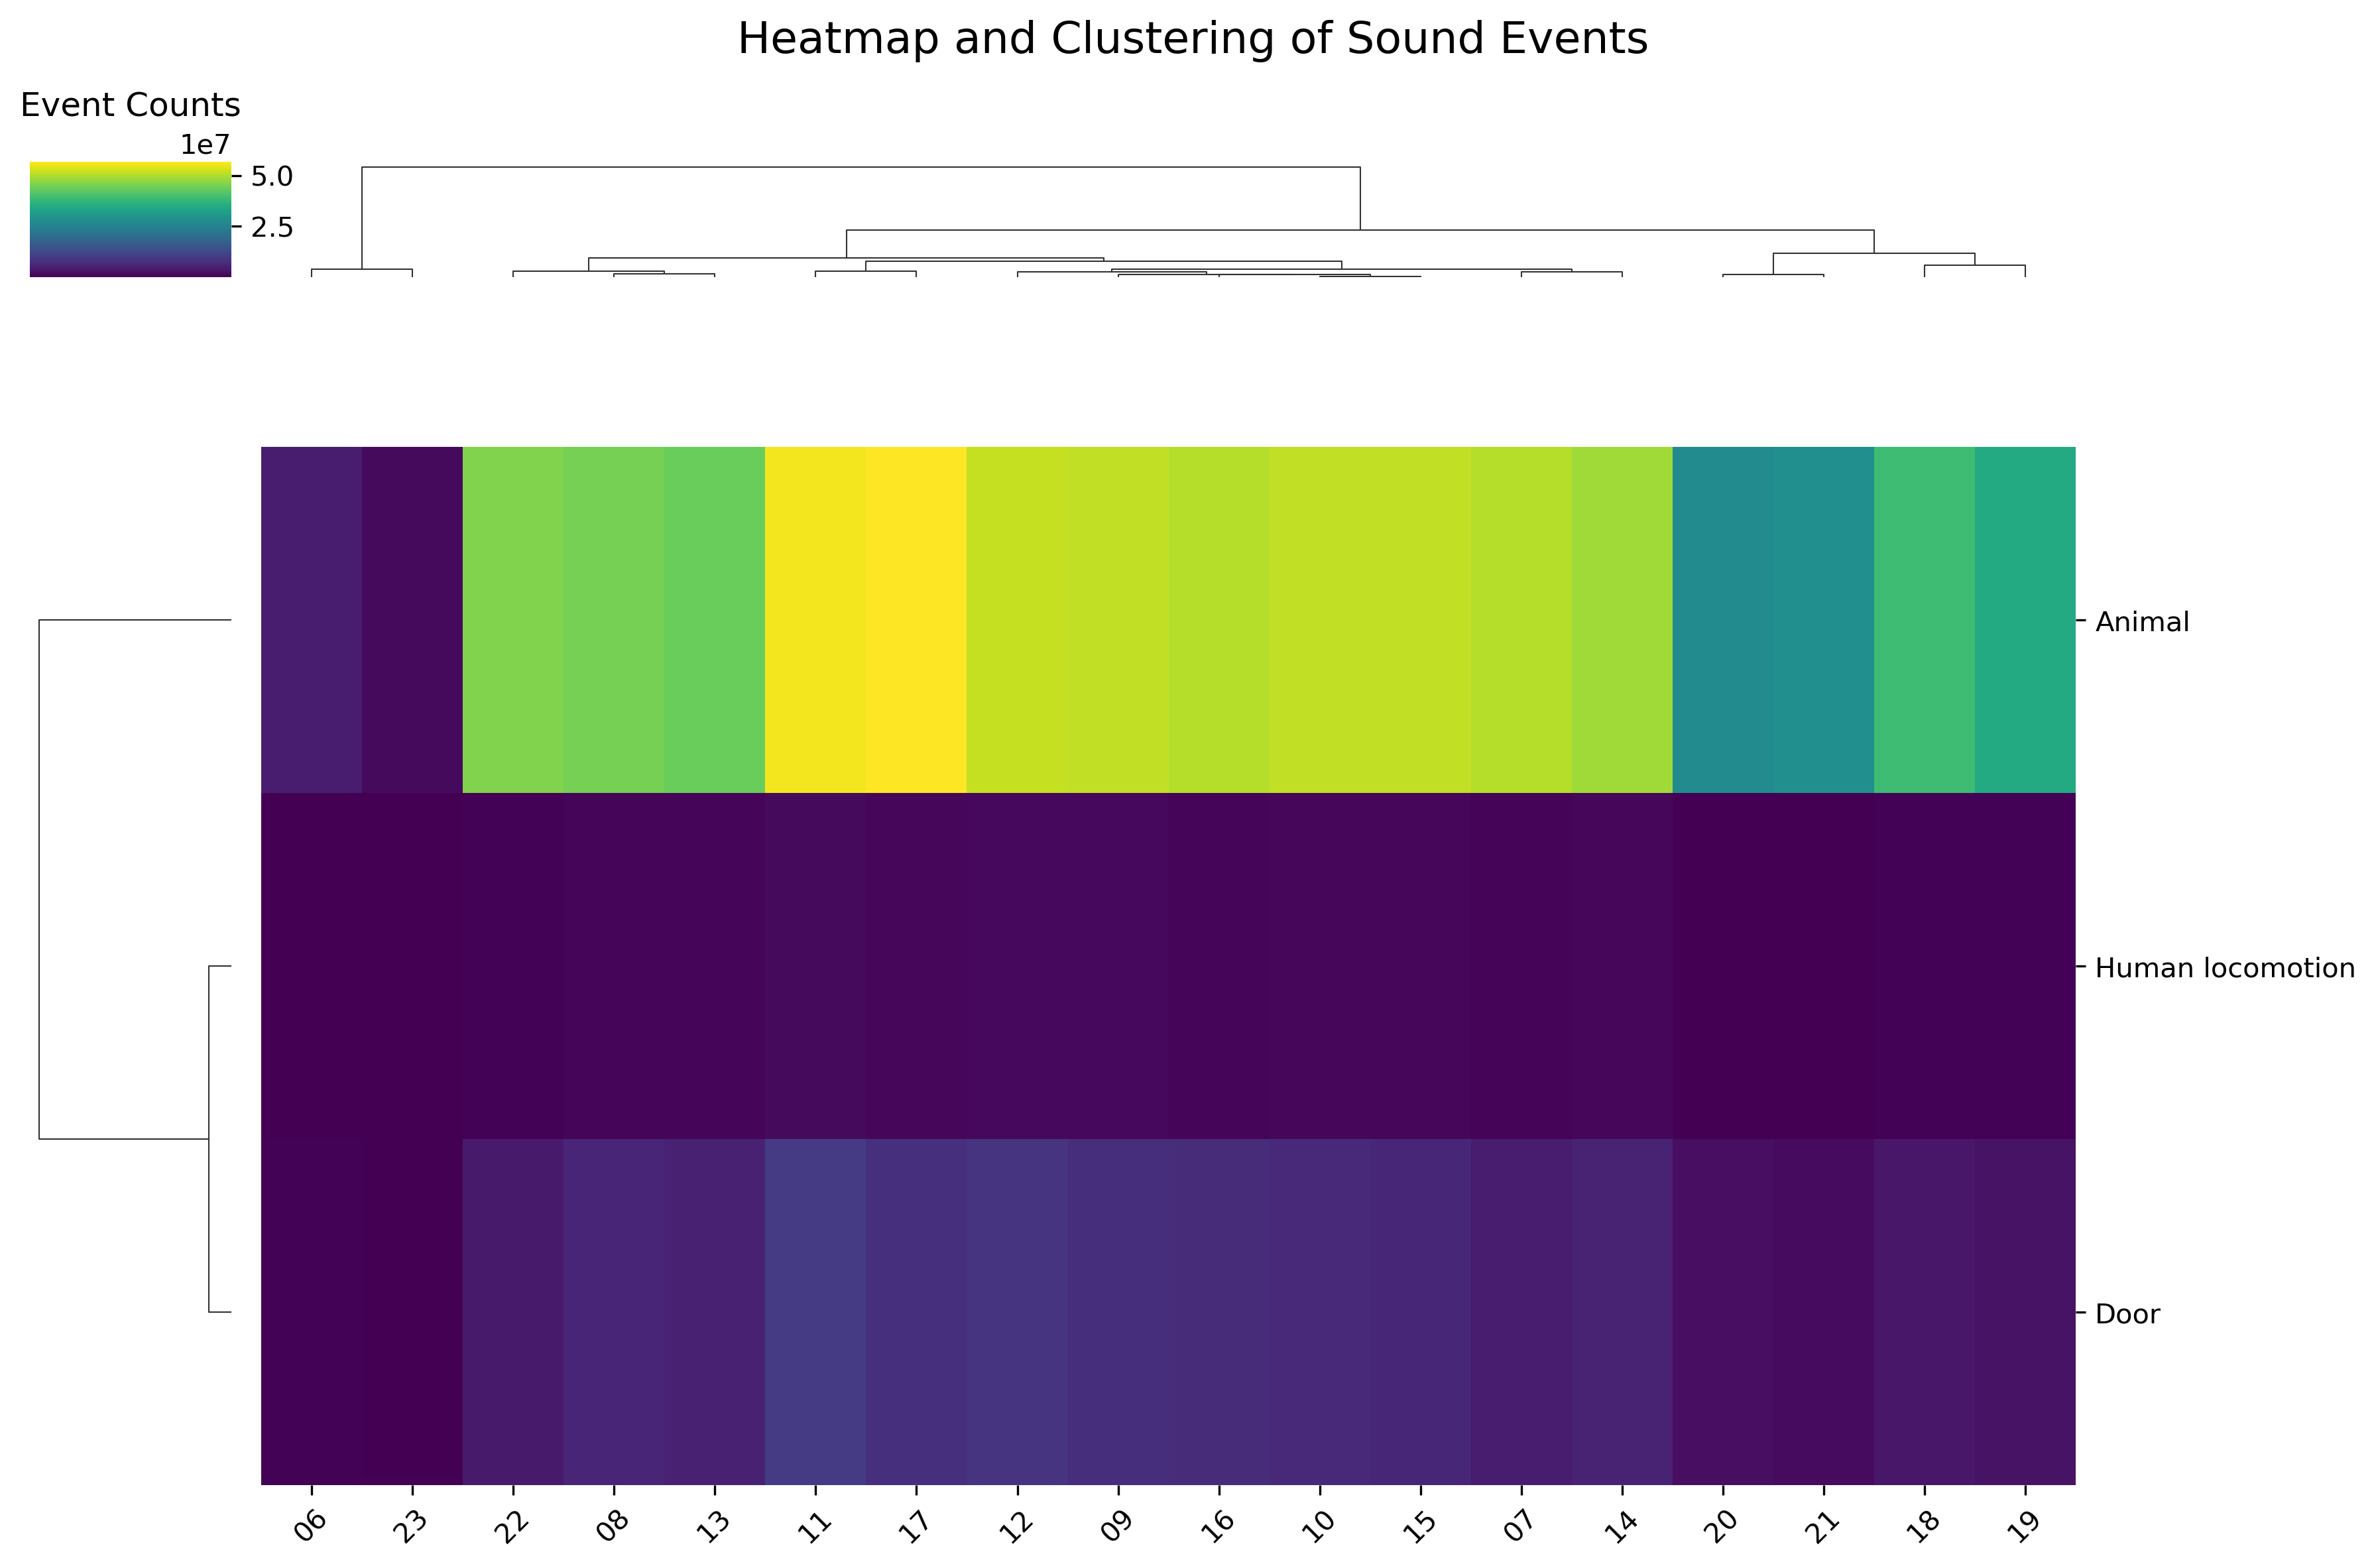 Heatmap and Clustering of Sound Events
Event Counts
1e7
5.0
2.5
Animal
Human locomotion
Door
06 23 22 08 13 11 17 12 09 16 10 15 07 14 20 21 18 19